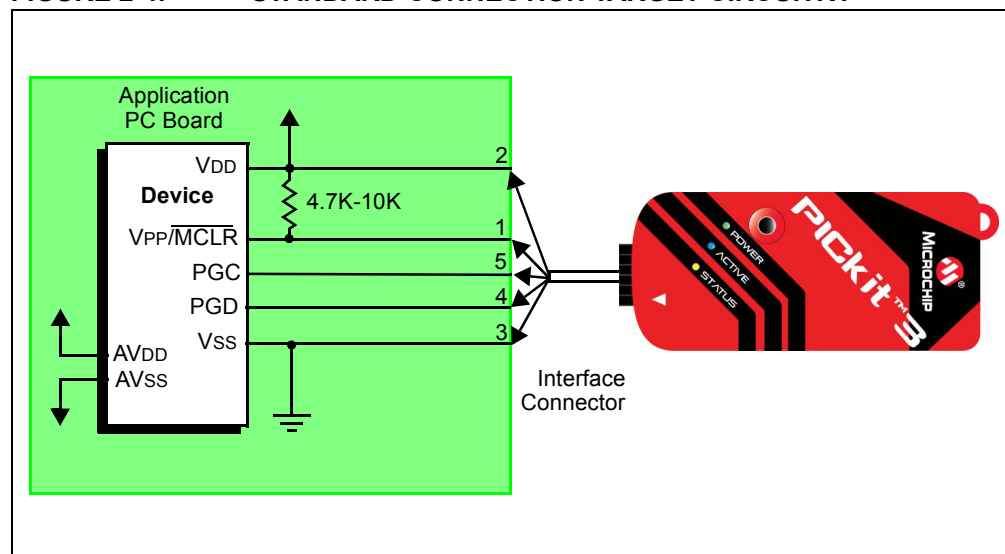 Application
PC Board
VDD
Device
4.7K-10K
VPP/MCLR
PGC
PGD
VSS
AVDD
AVSS
2
1
5
4
3
Interface
Connector
POWER
ACTIVE
STATUS
PICkit™ 3
MICROCHIP
®